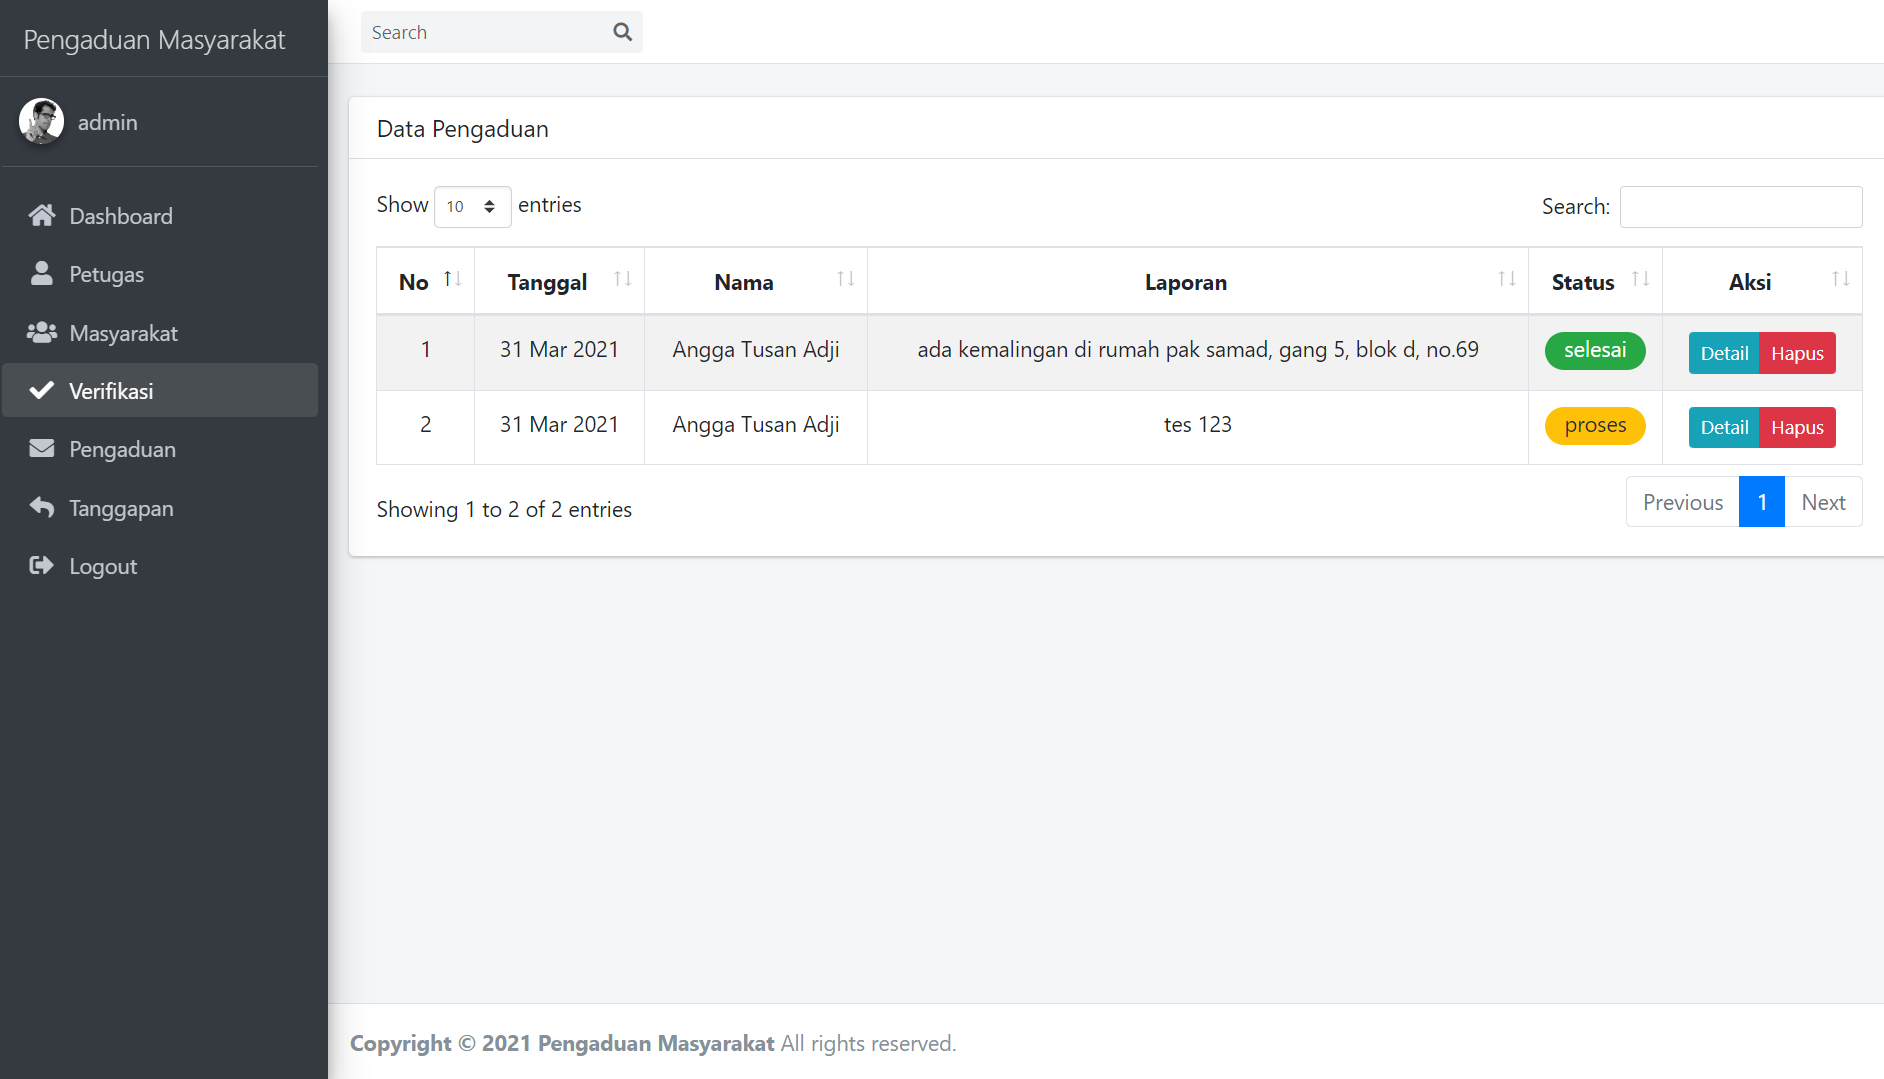 Pengaduan Masyarakat
admin
Dashboard
Petugas
Masyarakat
Verifikasi
Pengaduan
Tanggapan
Logout
Search
Data Pengaduan
Show 10 entries
Search:
No Tanggal Nama Laporan Status Aksi
1 31 Mar 2021 Angga Tusan Adji ada kemalingan di rumah pak samad, gang 5, blok d, no.69 selesai Detail Hapus
2 31 Mar 2021 Angga Tusan Adji tes 123 proses Detail Hapus
Showing 1 to 2 of 2 entries
Previous 1 Next
Copyright © 2021 Pengaduan Masyarakat All rights reserved.